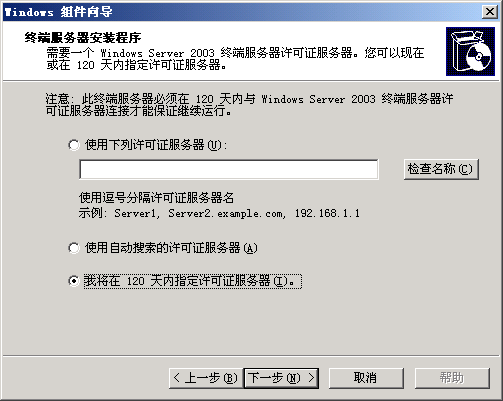 Windows 组件向导
终端服务器安装程序
需要一个 Windows Server 2003 终端服务器许可证服务器。您可以现在
或在 120 天内指定许可证服务器。
注意: 此终端服务器必须在 120 天内与 Windows Server 2003 终端服务器许
可证服务器连接才能保证继续运行。
使用下列许可证服务器(U):
检查名称(C)
使用逗号分隔许可证服务器名
示例: Server1, Server2.example.com, 192.168.1.1
使用自动搜索的许可证服务器(A)
我将在 120 天内指定许可证服务器(I)。
< 上一步(B) 下一步(N) > 取消 帮助